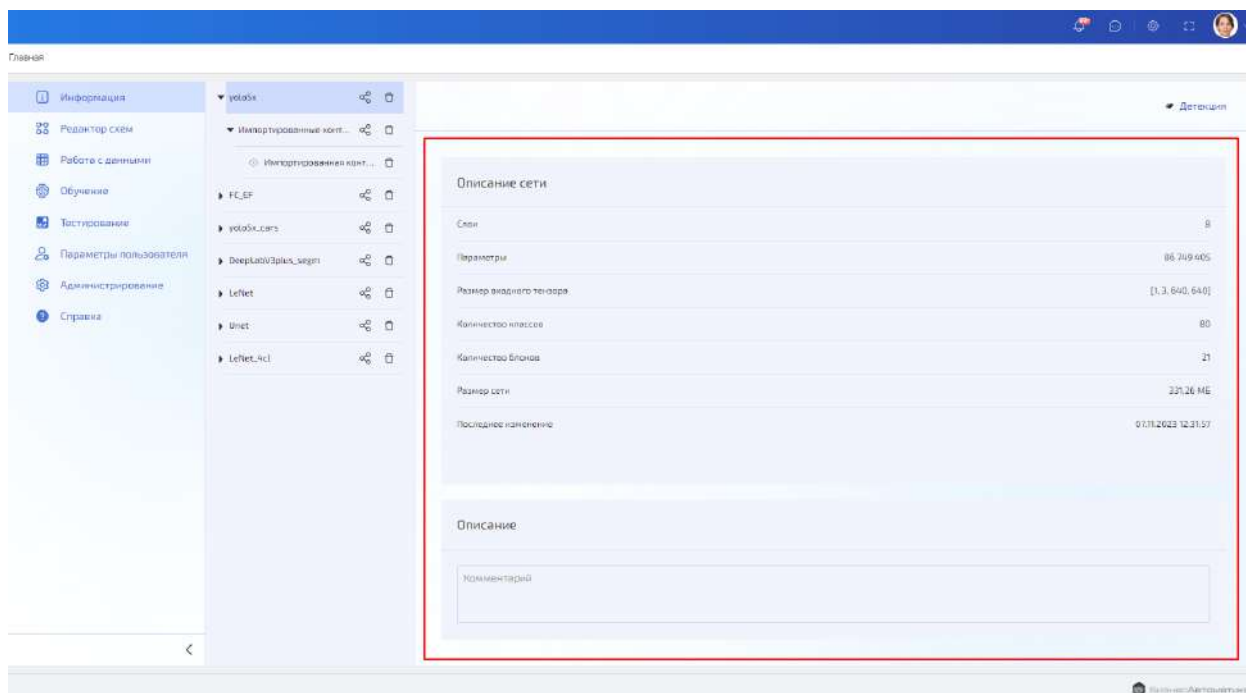 Главная
Информация
Редактор схем
Работа с данными
Обучение
Тестирование
Параметры пользователя
Администрирование
Справка
yolo5x
Импортированные конт...
Импортированная конт...
FC_EF
yolo5x_cars
DeepLabV3plus_segm
LeNet
Unet
LeNet_4cl
Детекция
Описание сети
Слои 8
Параметры 86 749 405
Размер входного тензора [1, 3, 640, 640]
Количество классов 80
Количество блоков 21
Размер сети 331,26 МБ
Последнее изменение 07.11.2023 12:31:57
Описание
Комментарий
БизнесАвтоматика